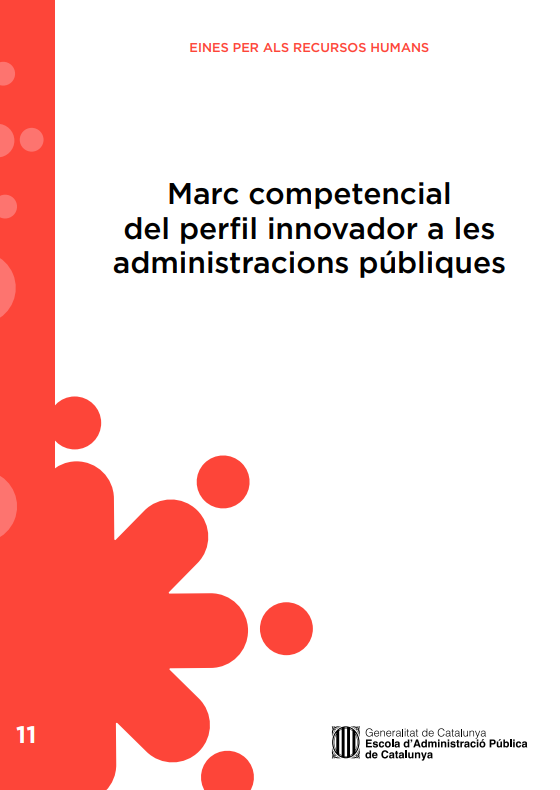 EINES PER ALS RECURSOS HUMANS
Marc competencial
del perfil innovador a les
administracions públiques
11
Generalitat de Catalunya
Escola d'Administració Pública
de Catalunya